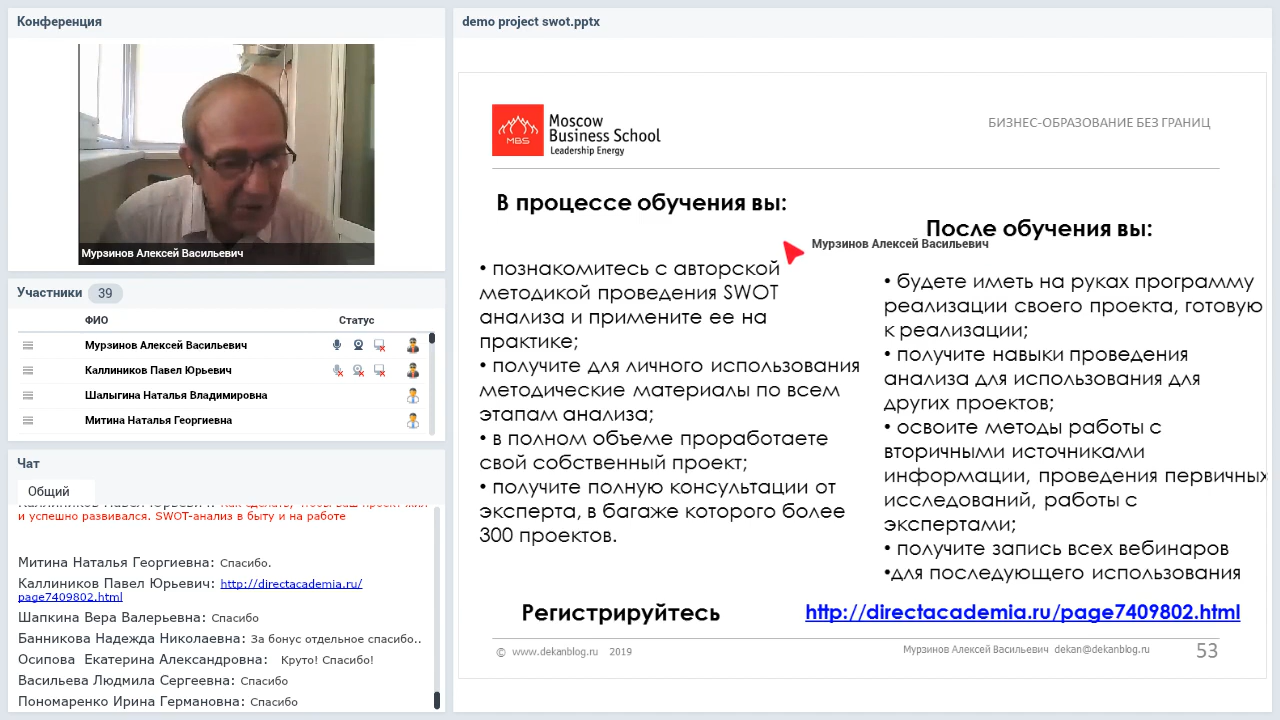 Конференция
Мурзинов Алексей Васильевич
Участники 39
ФИО Статус
Мурзинов Алексей Васильевич
Каллиников Павел Юрьевич
Шалыгина Наталья Владимировна
Митина Наталья Георгиевна
Чат
Общий
и успешно развивался. SWOT-анализ в быту и на работе
Митина Наталья Георгиевна: Спасибо.
Каллиников Павел Юрьевич: http://directacademia.ru/
page7409802.html
Шапкина Вера Валерьевна: Спасибо
Банникова Надежда Николаевна: За бонус отдельное спасибо..
Осипова Екатерина Александровна: Круто! Спасибо!
Васильева Людмила Сергеевна: Спасибо
Пономаренко Ирина Германовна: Спасибо
demo project swot.pptx
MBS
Moscow
Business School
Leadership Energy
БИЗНЕС-ОБРАЗОВАНИЕ БЕЗ ГРАНИЦ
В процессе обучения вы:
• познакомитесь с авторской
методикой проведения SWOT
анализа и примените ее на
практике;
• получите для личного использования
методические материалы по всем
этапам анализа;
• в полном объеме проработаете
свой собственный проект;
• получите полную консультации от
эксперта, в багаже которого более
300 проектов.
После обучения вы:
Мурзинов Алексей Васильевич
• будете иметь на руках программу
реализации своего проекта, готовую
к реализации;
• получите навыки проведения
анализа для использования для
других проектов;
• освоите методы работы с
вторичными источниками
информации, проведения первичных
исследований, работы с
экспертами;
• получите запись всех вебинаров
•для последующего использования
Регистрируйтесь http://directacademia.ru/page7409802.html
© www.dekanblog.ru 2019
Мурзинов Алексей Васильевич dekan@dekanblog.ru 53